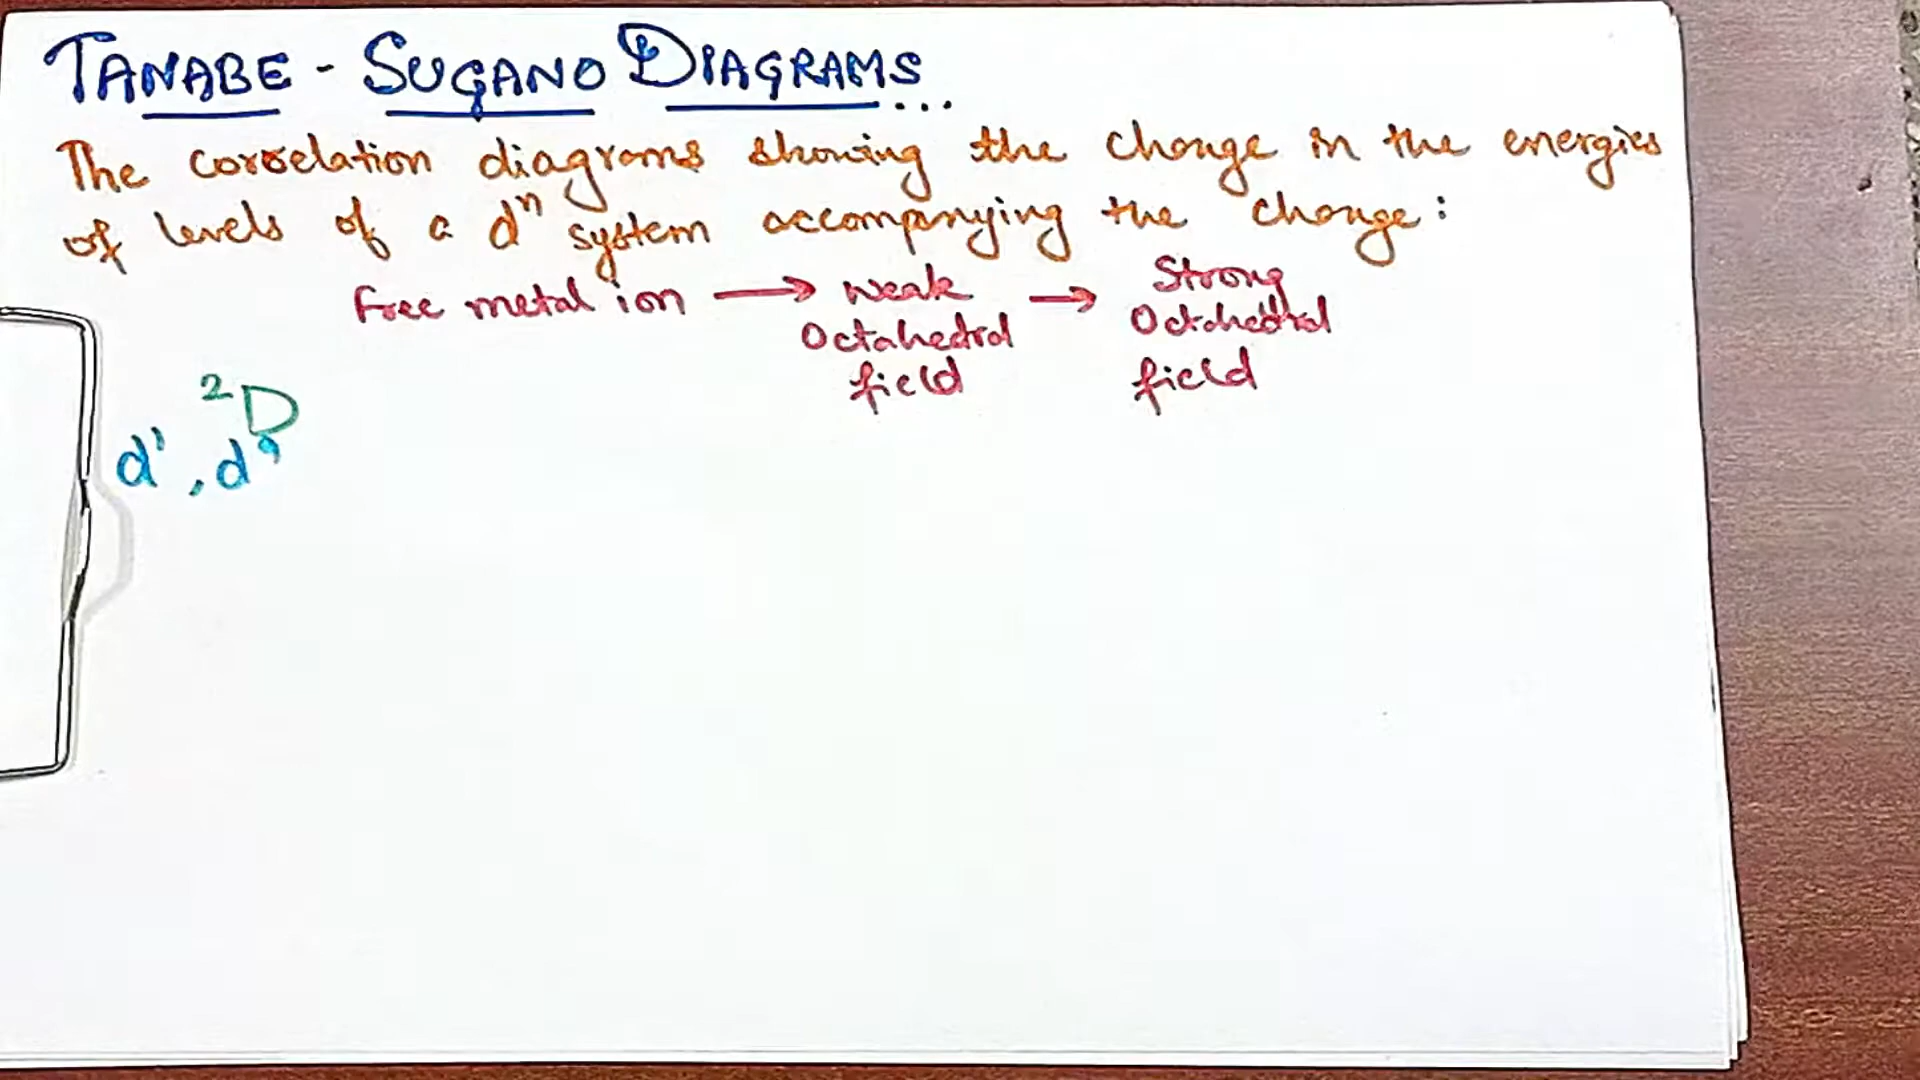 TANABE - SUGANO DIAGRAMS...
The correlation diagrams showing the change in the energies
of levels of a dⁿ system accompanying the change:
Free metal ion → Weak Octahedral field → Strong Octahedral field
²D
d¹, d⁹